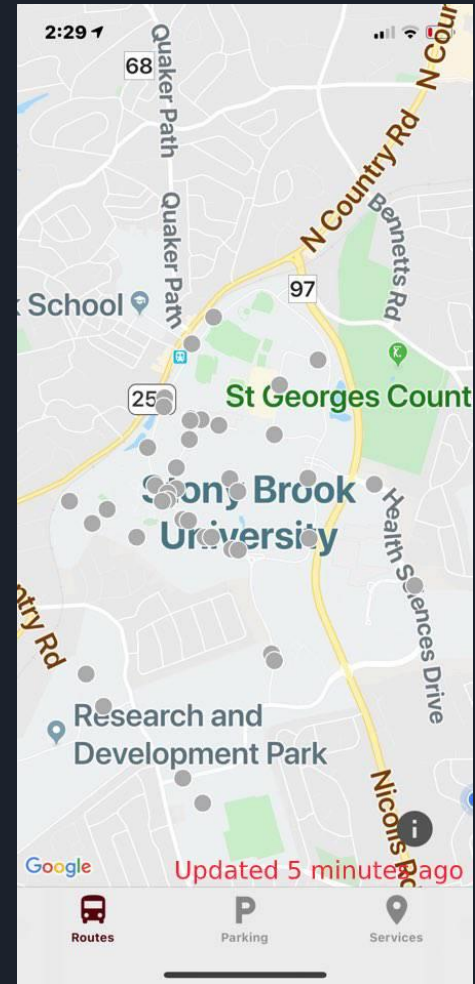 2:29
68
Quaker Path
N Coun
N Country Rd
Quaker Path
Bennetts Rd
97
School
25
St Georges Count
Stony Brook
University
Health Sciences Drive
ntry Rd
Research and
Development Park
Nicolls Rd
i
Google
Updated 5 minutes ago
P
Routes
Parking
Services